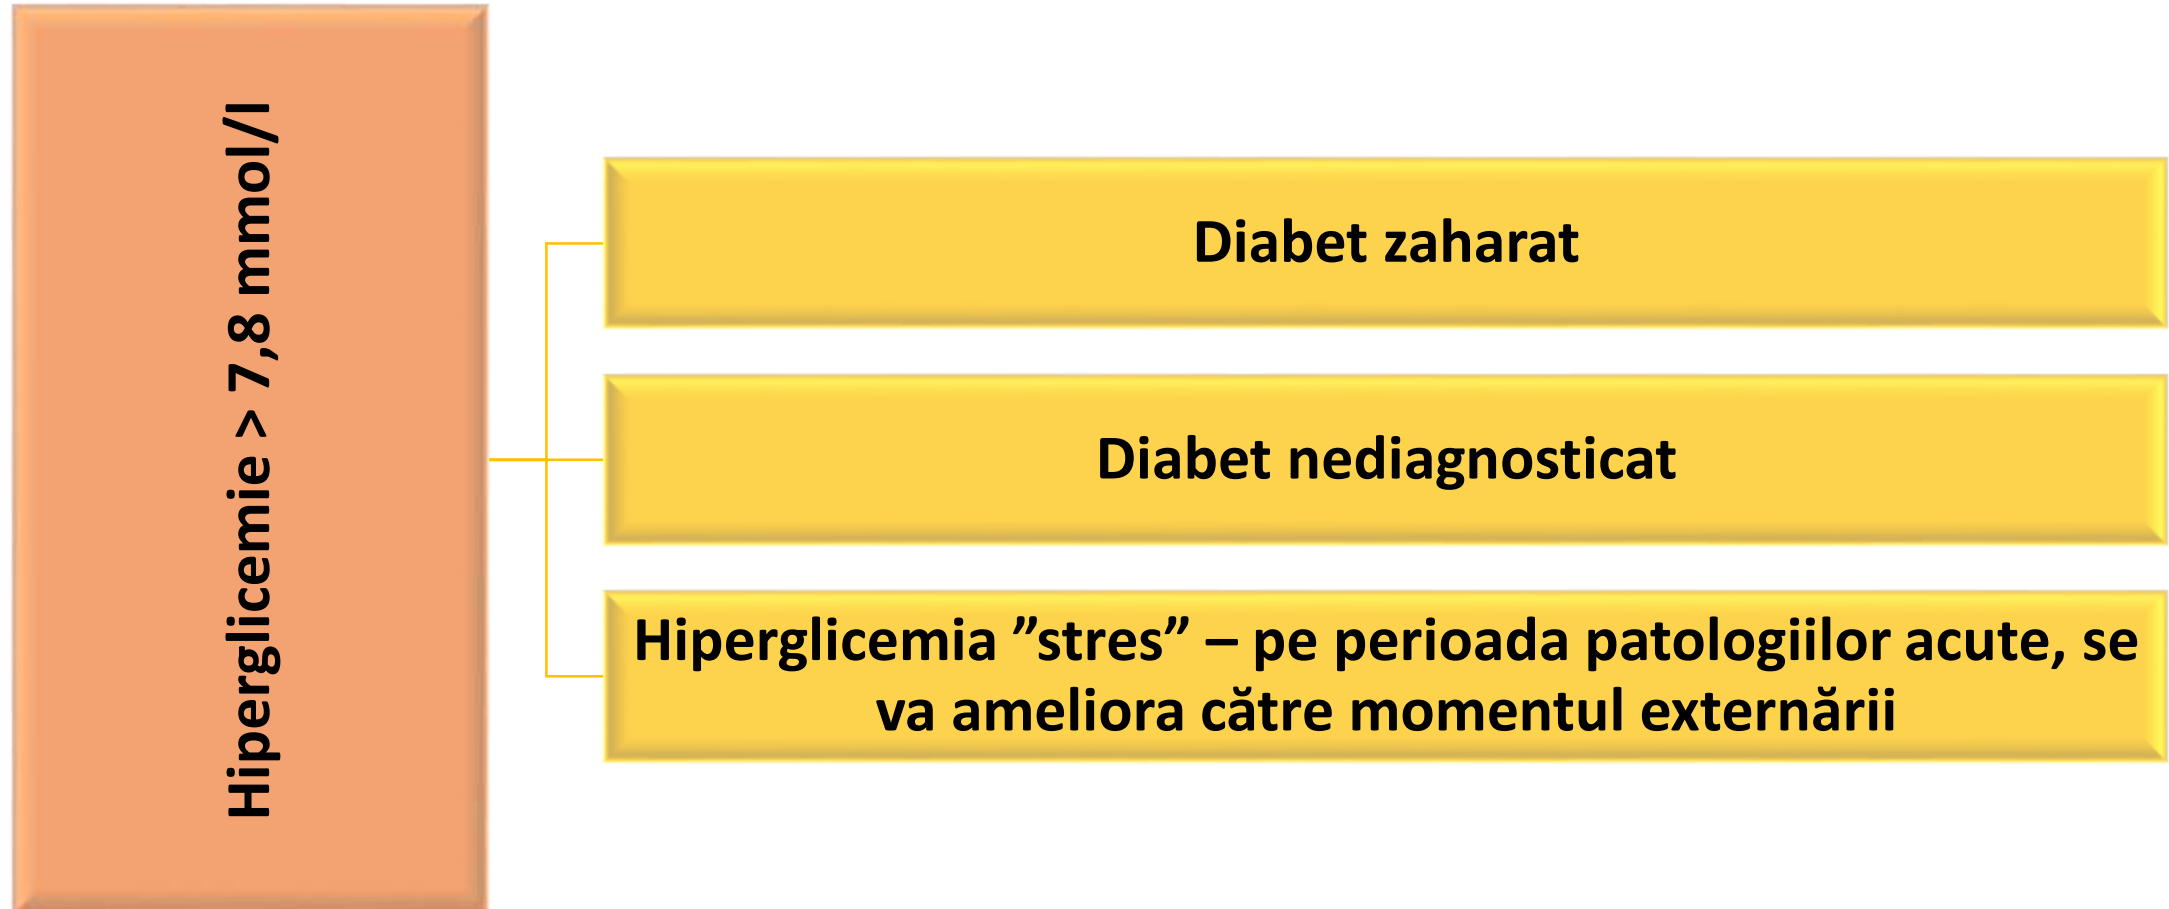 Hiperglicemie > 7,8 mmol/l
Diabet zaharat
Diabet nediagnosticat
Hiperglicemia ”stres” – pe perioada patologiilor acute, se
va ameliora către momentul externării